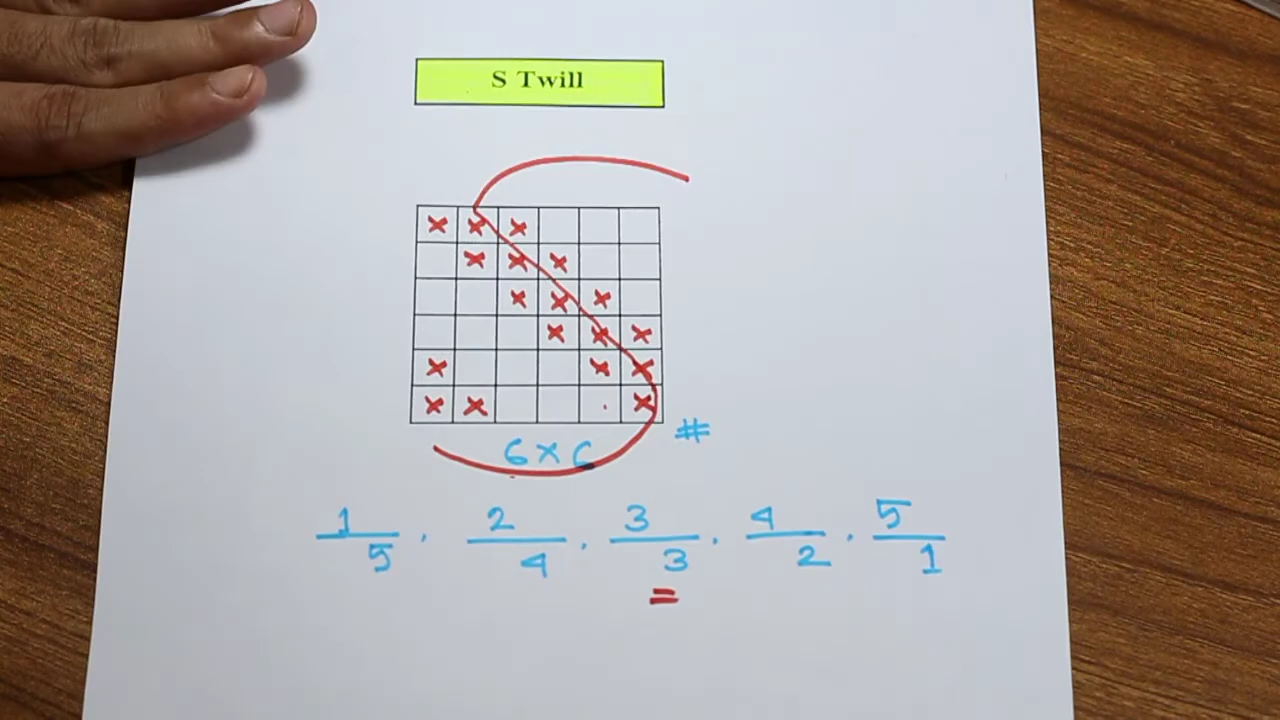 S Twill
x x x
x x x
x x x
x x x
x x x
x x x
6 x 6 #
1/5 , 2/4 , 3/3 , 4/2 , 5/1
=